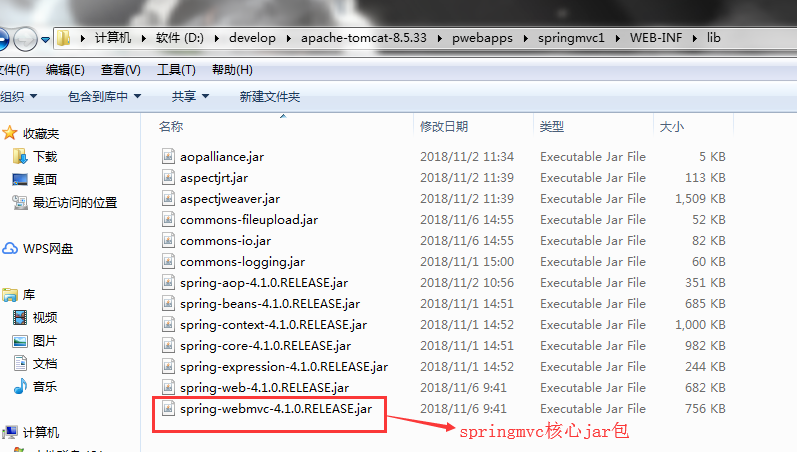 计算机 软件 (D:) develop apache-tomcat-8.5.33 pwebapps springmvc1 WEB-INF lib
文件(F) 编辑(E) 查看(V) 工具(T) 帮助(H)
组织 包含到库中 共享 新建文件夹
名称 修改日期 类型 大小
收藏夹
下载
桌面
最近访问的位置
WPS网盘
库
视频
图片
文档
音乐
计算机
aopalliance.jar 2018/11/2 11:34 Executable Jar File 5 KB
aspectjrt.jar 2018/11/2 11:39 Executable Jar File 113 KB
aspectjweaver.jar 2018/11/2 11:39 Executable Jar File 1,509 KB
commons-fileupload.jar 2018/11/6 14:55 Executable Jar File 52 KB
commons-io.jar 2018/11/6 14:55 Executable Jar File 82 KB
commons-logging.jar 2018/11/1 15:00 Executable Jar File 60 KB
spring-aop-4.1.0.RELEASE.jar 2018/11/2 10:56 Executable Jar File 351 KB
spring-beans-4.1.0.RELEASE.jar 2018/11/1 14:51 Executable Jar File 685 KB
spring-context-4.1.0.RELEASE.jar 2018/11/1 14:52 Executable Jar File 1,000 KB
spring-core-4.1.0.RELEASE.jar 2018/11/1 14:51 Executable Jar File 982 KB
spring-expression-4.1.0.RELEASE.jar 2018/11/1 14:52 Executable Jar File 244 KB
spring-web-4.1.0.RELEASE.jar 2018/11/6 9:41 Executable Jar File 682 KB
spring-webmvc-4.1.0.RELEASE.jar 2018/11/6 9:41 Executable Jar File 756 KB
springmvc核心jar包